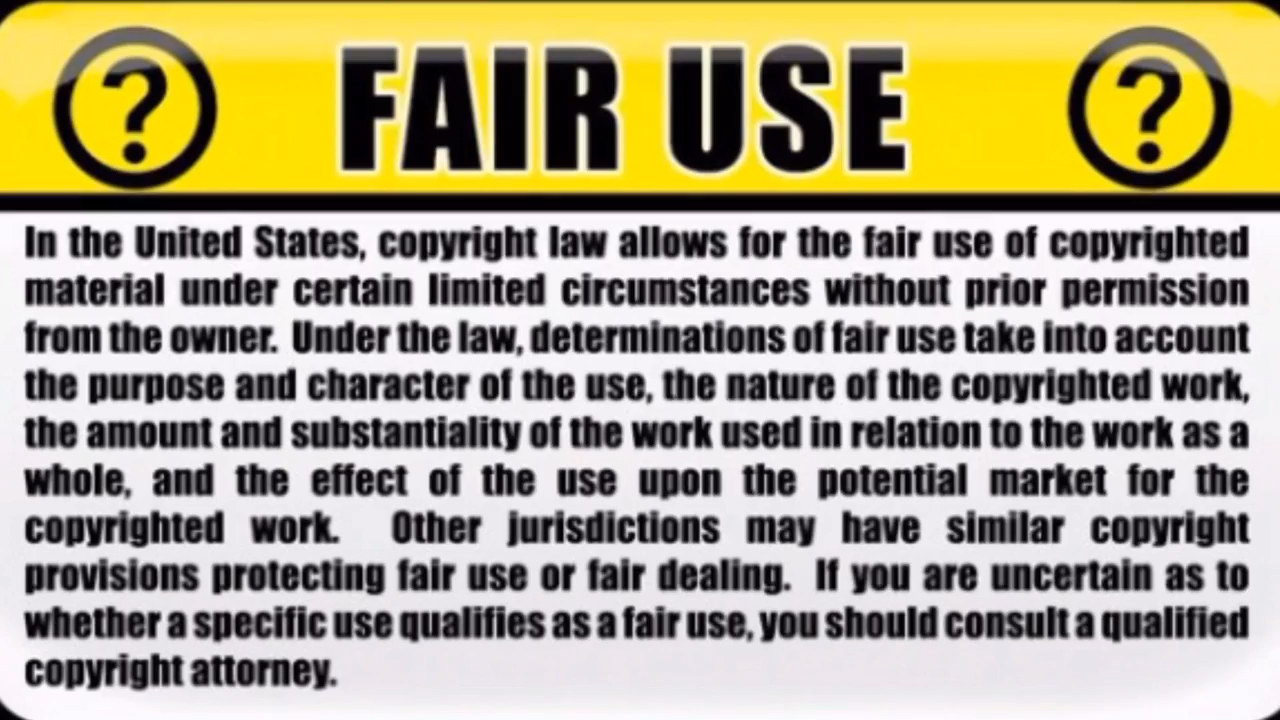 FAIR USE
In the United States, copyright law allows for the fair use of copyrighted
material under certain limited circumstances without prior permission
from the owner. Under the law, determinations of fair use take into account
the purpose and character of the use, the nature of the copyrighted work,
the amount and substantiality of the work used in relation to the work as a
whole, and the effect of the use upon the potential market for the
copyrighted work. Other jurisdictions may have similar copyright
provisions protecting fair use or fair dealing. If you are uncertain as to
whether a specific use qualifies as a fair use, you should consult a qualified
copyright attorney.